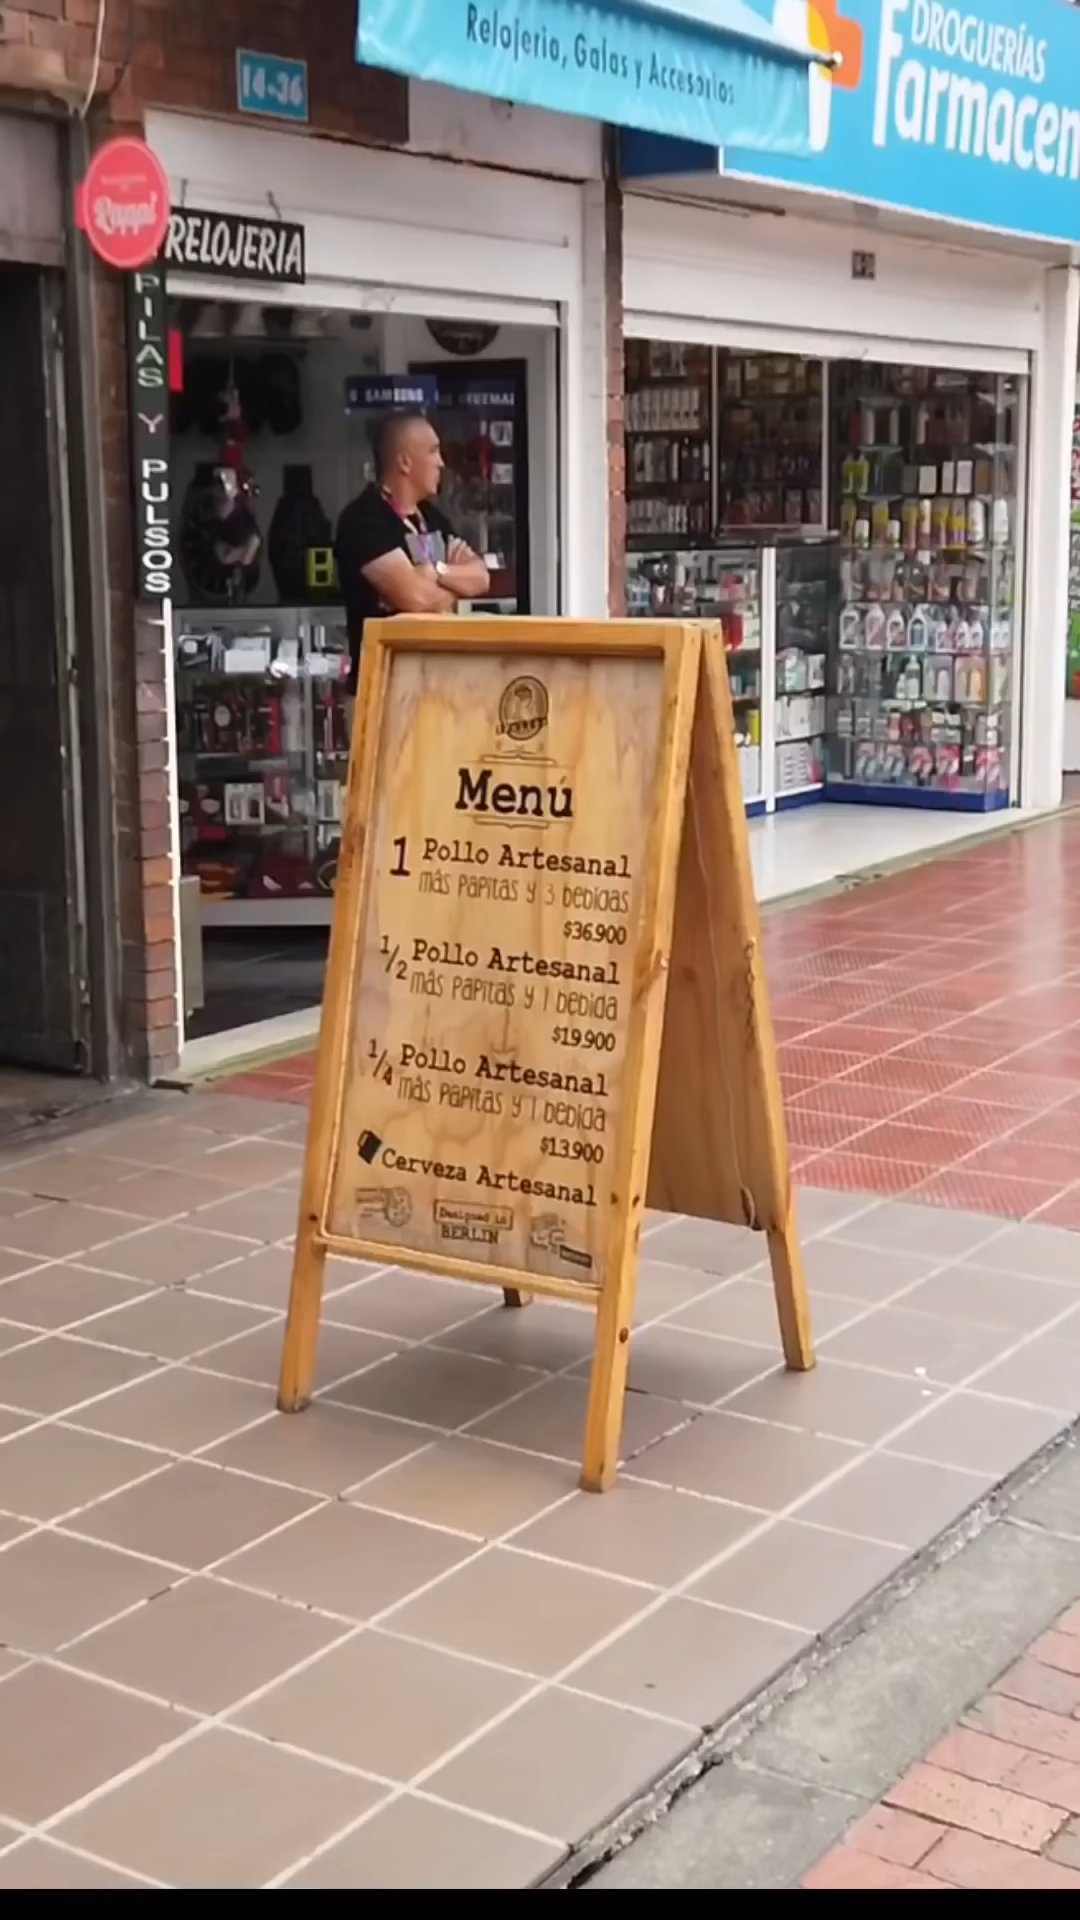 Relojeria, Galas y Accesorios
DROGUERÍAS
Farmacen
14-36
Rappi
RELOJERIA
PILAS Y PULSOS
SAMSUNG
Menú
1 Pollo Artesanal
más papitas y 3 bebidas
$36.900
1/2 Pollo Artesanal
más papitas y 1 bebida
$19.900
1/4 Pollo Artesanal
más papitas y 1 bebida
$13.900
Cerveza Artesanal
Designed in
BERLIN